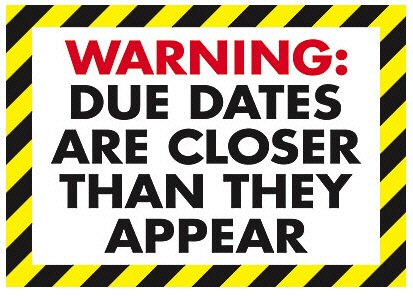 WARNING:
DUE DATES
ARE CLOSER
THAN THEY
APPEAR